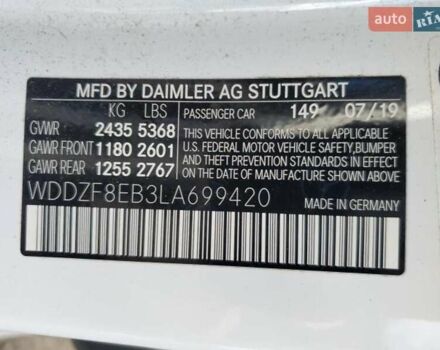 AUTO
RIA
MFD BY DAIMLER AG STUTTGART
KG LBS PASSENGER CAR 149 07/19
GVWR 2435 5368 THIS VEHICLE CONFORMS TO ALL APPLICABLE
GAWR FRONT 1180 2601 U.S. FEDERAL MOTOR VEHICLE SAFETY, BUMPER
AND THEFT PREVENTION STANDARDS IN EFFECT
GAWR REAR 1255 2767 ON THE DATE OF MANUFACTURE SHOWN ABOVE.
WDDZF8EB3LA699420 MADE IN GERMANY